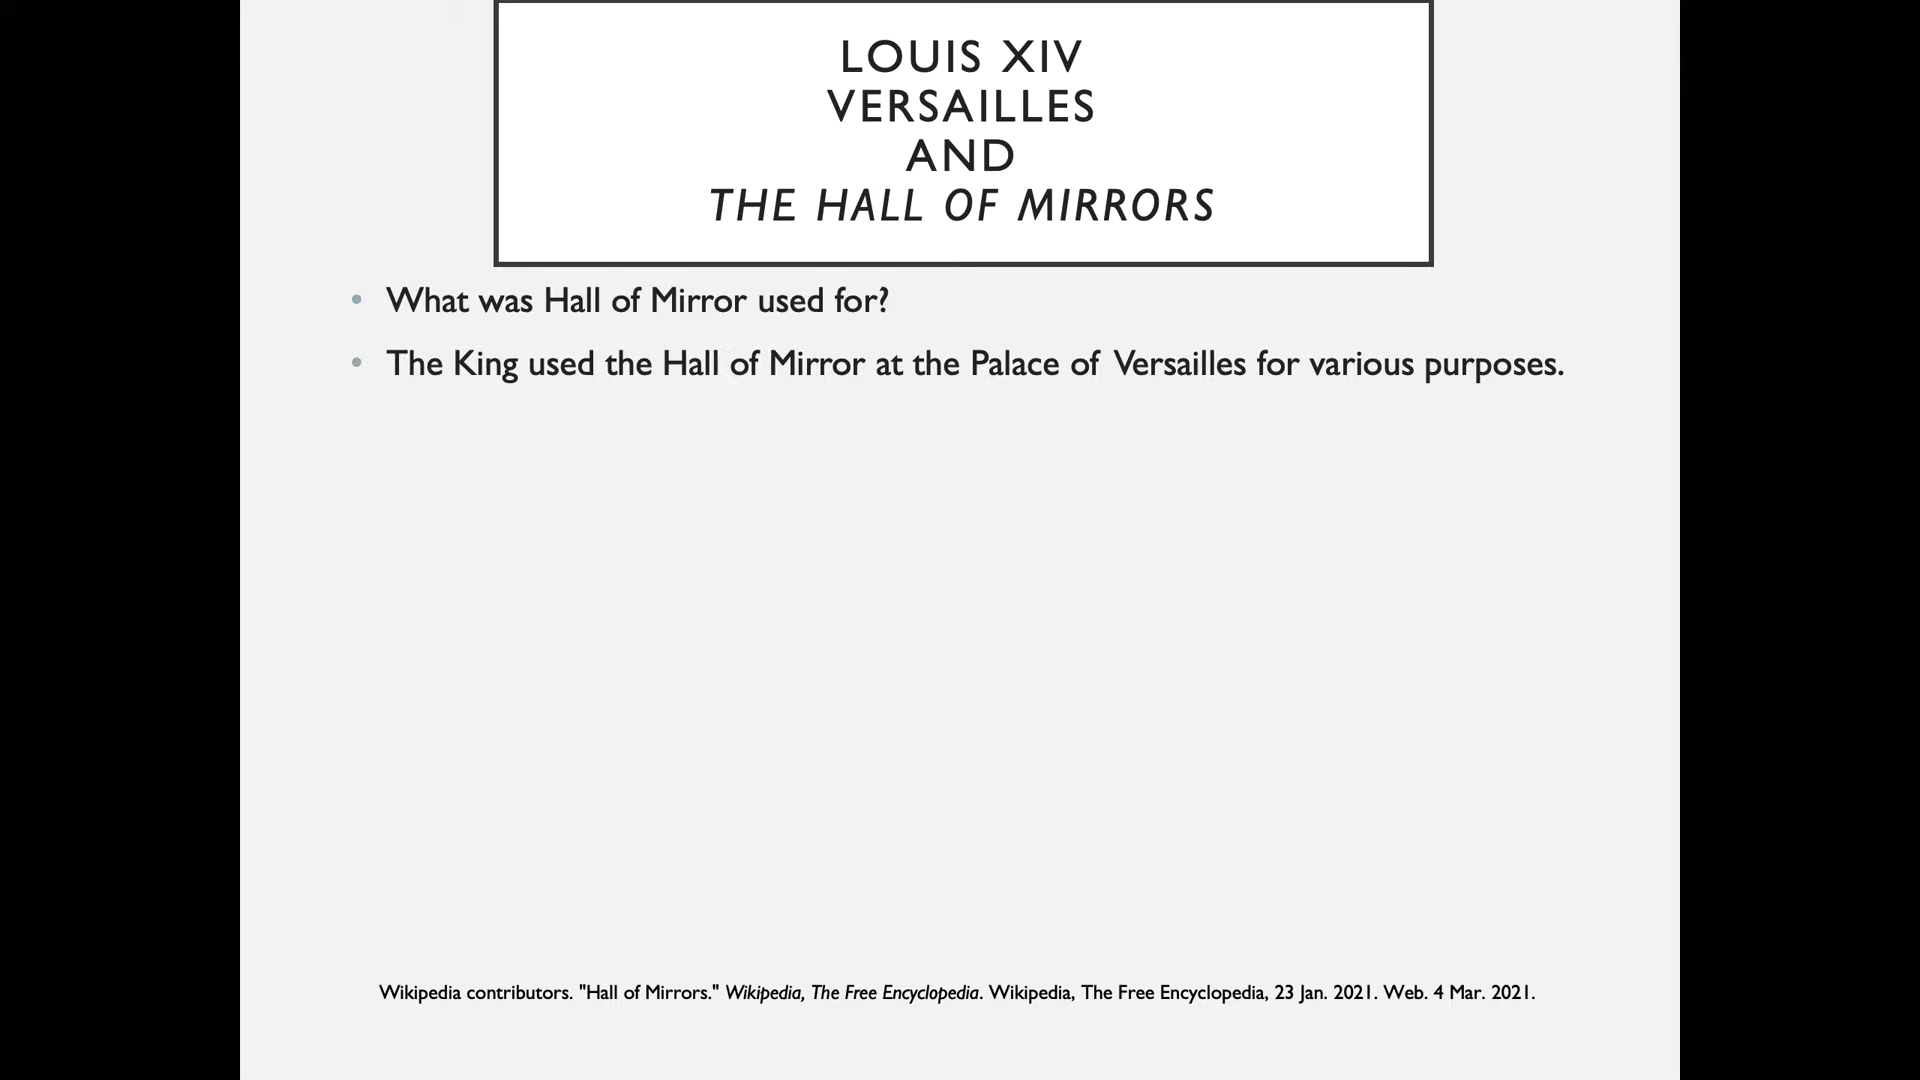 LOUIS XIV
VERSAILLES
AND
THE HALL OF MIRRORS
• What was Hall of Mirror used for?
• The King used the Hall of Mirror at the Palace of Versailles for various purposes.
Wikipedia contributors. "Hall of Mirrors." Wikipedia, The Free Encyclopedia. Wikipedia, The Free Encyclopedia, 23 Jan. 2021. Web. 4 Mar. 2021.